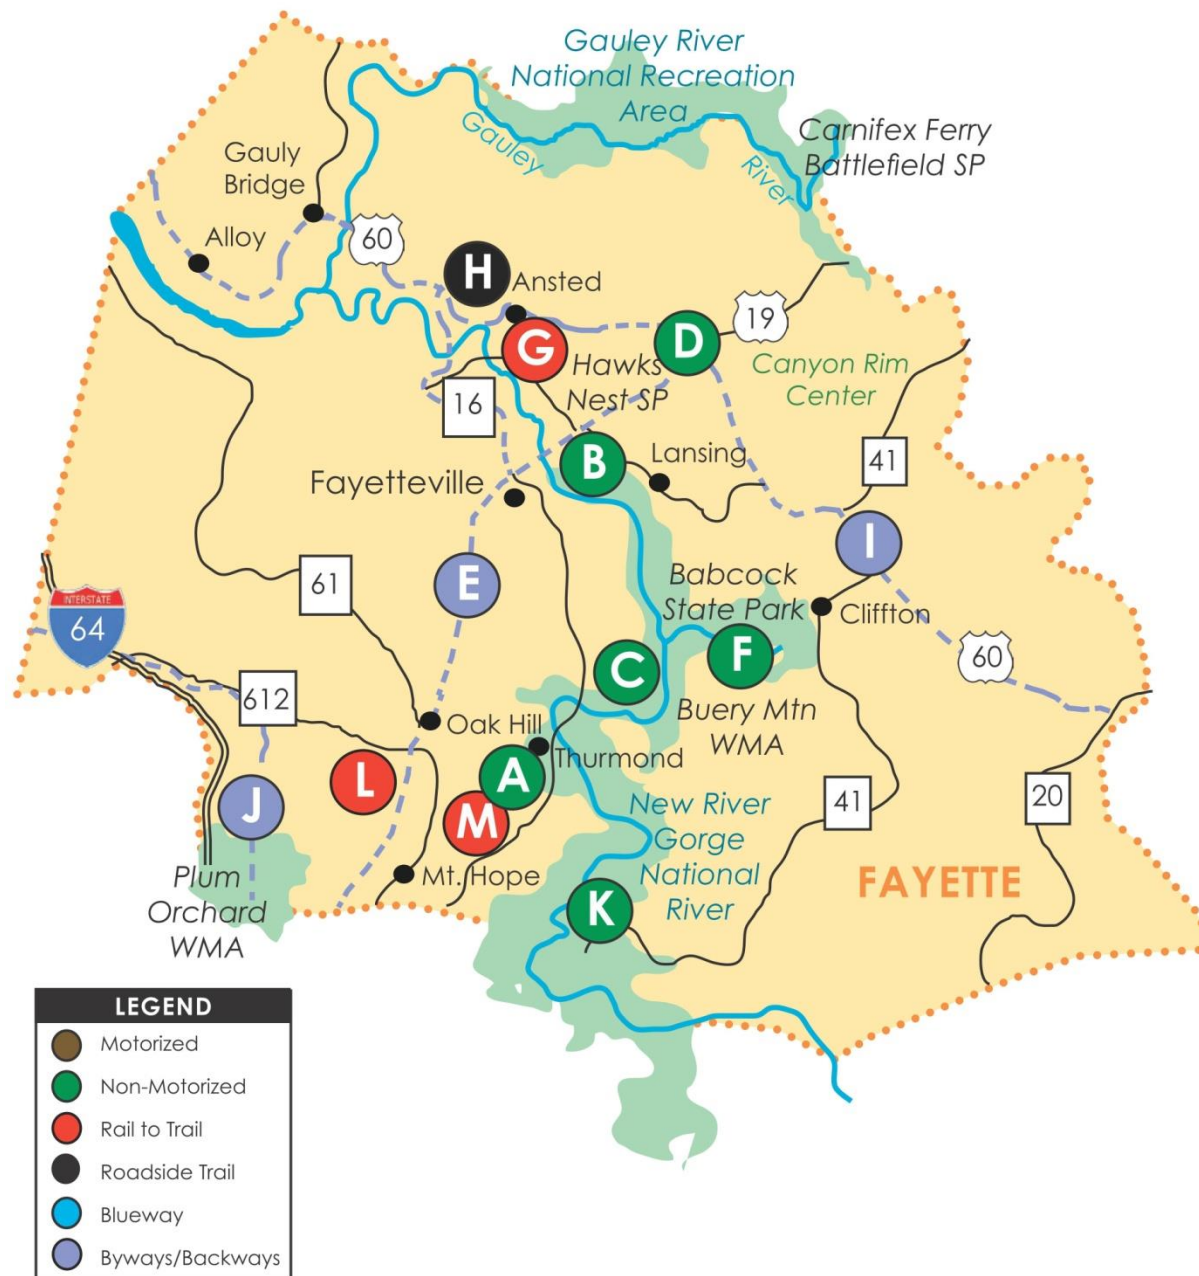 Gauley River
National Recreation
Area
Gauley
River
Carnifex Ferry
Battlefield SP
Gauly
Bridge
Alloy
60
H
Ansted
G
D
19
Hawks
Nest SP
Canyon Rim
Center
16
B
Lansing
41
Fayetteville
I
E
61
Babcock
State Park
Cliffton
INTERSTATE
64
C
F
60
612
Buery Mtn
WMA
Oak Hill
Thurmond
L
A
J
M
New River
Gorge
National
River
41
20
FAYETTE
Plum
Orchard
WMA
Mt. Hope
K
LEGEND
Motorized
Non-Motorized
Rail to Trail
Roadside Trail
Blueway
Byways/Backways